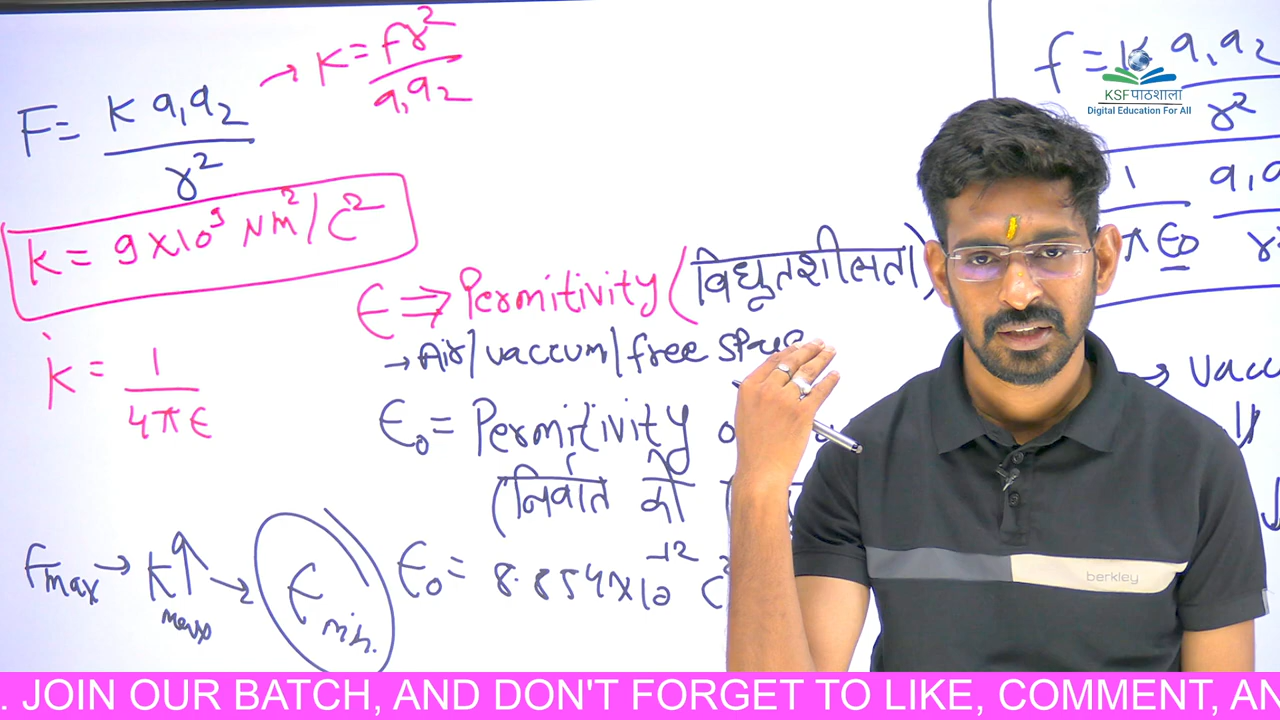 F = K q1q2 / r²
→ K = Fr² / q1q2
K = 9×10⁹ Nm²/C²
K = 1 / 4πϵ
ϵ ⇒ Permitivity (विद्युतशीलता)
→ Air/vaccum/free space
ϵ₀ = Permitivity
(निर्वात की
ϵ₀ = 8.854×10⁻¹² C
Fmax → K↑ max → ϵ min.
f = K q1q2 / r²
KSF पाठशाला
Digital Education For All
1 / π ϵ₀ q1q / r
→ Vacc
berkley
. JOIN OUR BATCH, AND DON'T FORGET TO LIKE, COMMENT, AN